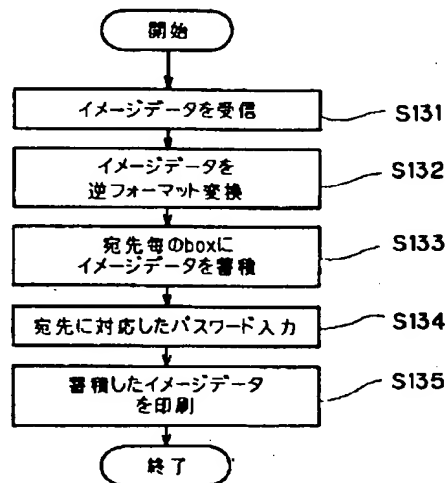 開始
イメージデータを受信
S131
イメージデータを
逆フォーマット変換
S132
宛先毎のboxに
イメージデータを蓄積
S133
宛先に対応したパスワード入力
S134
蓄積したイメージデータ
を印刷
S135
終了